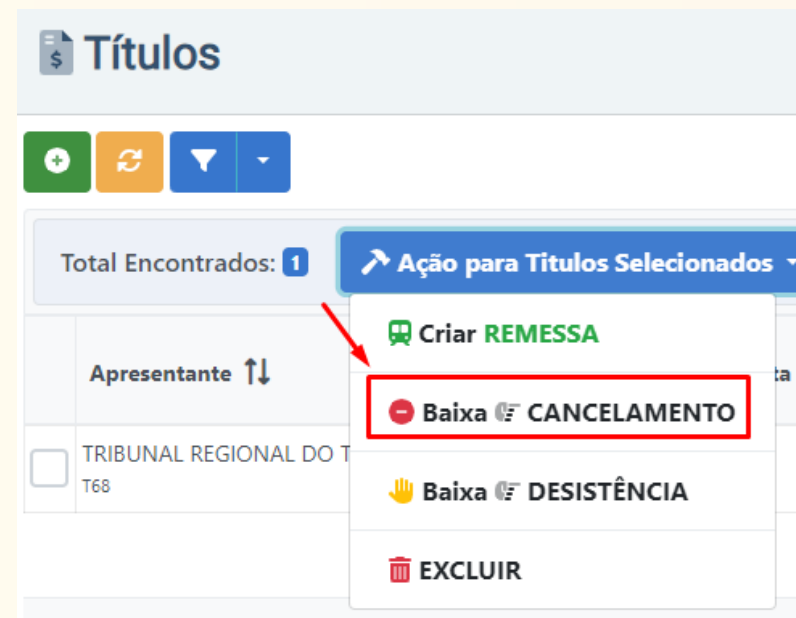 Títulos
Total Encontrados: 1
Ação para Titulos Selecionados
Criar REMESSA
Apresentante
ta
Baixa CANCELAMENTO
TRIBUNAL REGIONAL DO T
T68
Baixa DESISTÊNCIA
EXCLUIR